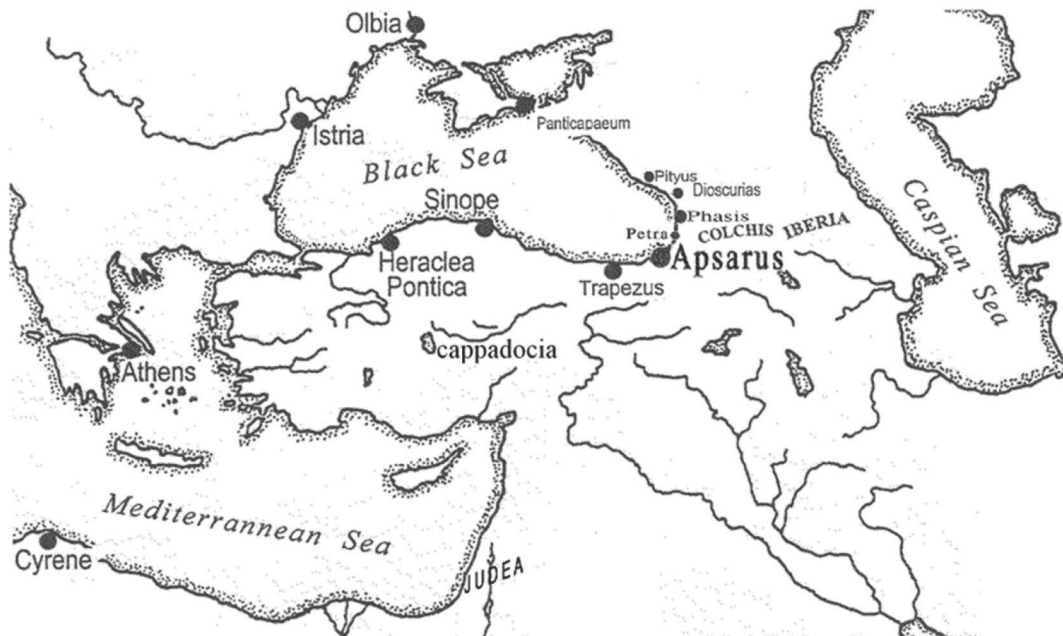 Olbia
Istria
Panticapaeum
Black Sea
Pityus
Dioscurias
Sinope
Phasis
Petra
COLCHIS IBERIA
Caspian Sea
Heraclea
Pontica
Apsarus
Trapezus
cappadocia
Athens
Mediterrannean Sea
Cyrene
JUDEA